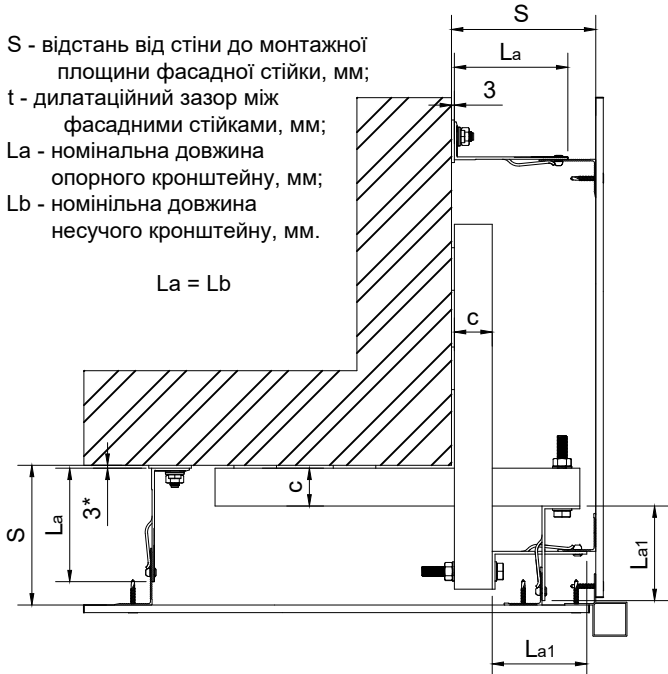 S
S - відстань від стіни до монтажної
площини фасадної стійки, мм;
La
t - дилатаційний зазор між
3
фасадними стійками, мм;
La - номінальна довжина
опорного кронштейну, мм;
Lb - номінільна довжина
несучого кронштейну, мм.
La = Lb
c
c
3*
La
S
La1
La1